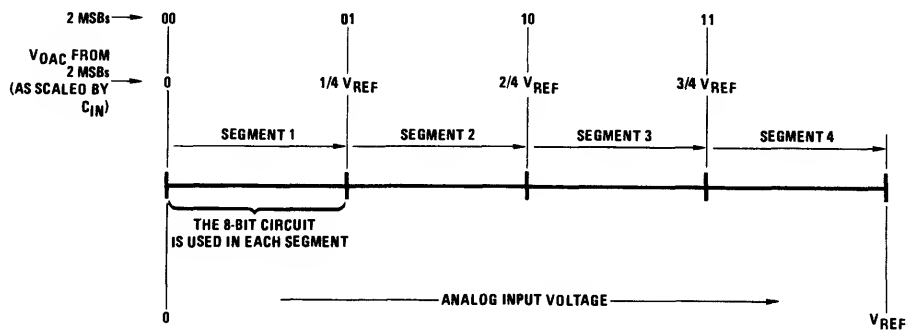 2 MSBs 00 01 10 11
VOAC FROM
2 MSBs
(AS SCALED BY
CIN)
0 1/4 VREF 2/4 VREF 3/4 VREF
SEGMENT 1 SEGMENT 2 SEGMENT 3 SEGMENT 4
THE 8-BIT CIRCUIT
IS USED IN EACH SEGMENT
ANALOG INPUT VOLTAGE
0 VREF